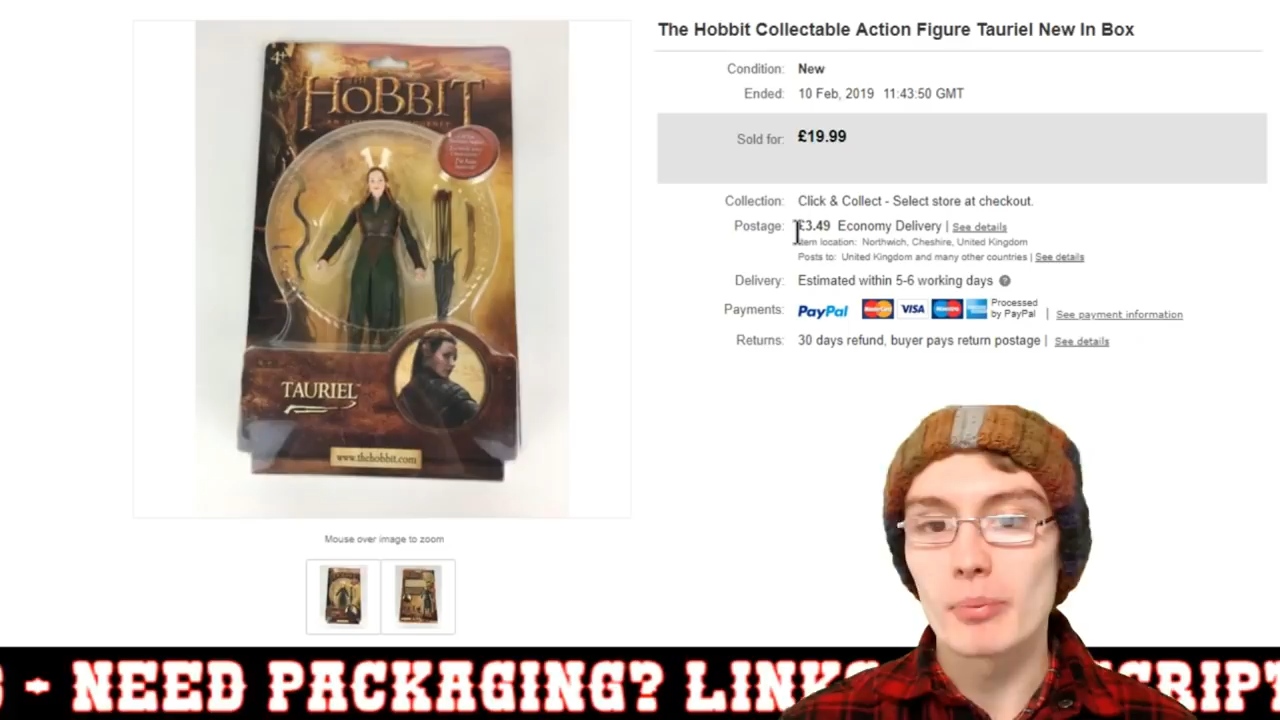 The Hobbit Collectable Action Figure Tauriel New In Box
Condition: New
Ended: 10 Feb, 2019 11:43:50 GMT
Sold for: £19.99
Collection: Click & Collect - Select store at checkout.
Postage: £3.49 Economy Delivery | See details
Item location: Northwich, Cheshire, United Kingdom
Posts to: United Kingdom and many other countries | See details
Delivery: Estimated within 5-6 working days ?
Payments: PayPal MasterCard VISA Maestro Processed by PayPal | See payment information
Returns: 30 days refund, buyer pays return postage | See details
4+
THE
HOBBIT
TAURIEL™
www.thehobbit.com
Mouse over image to zoom
- NEED PACKAGING?